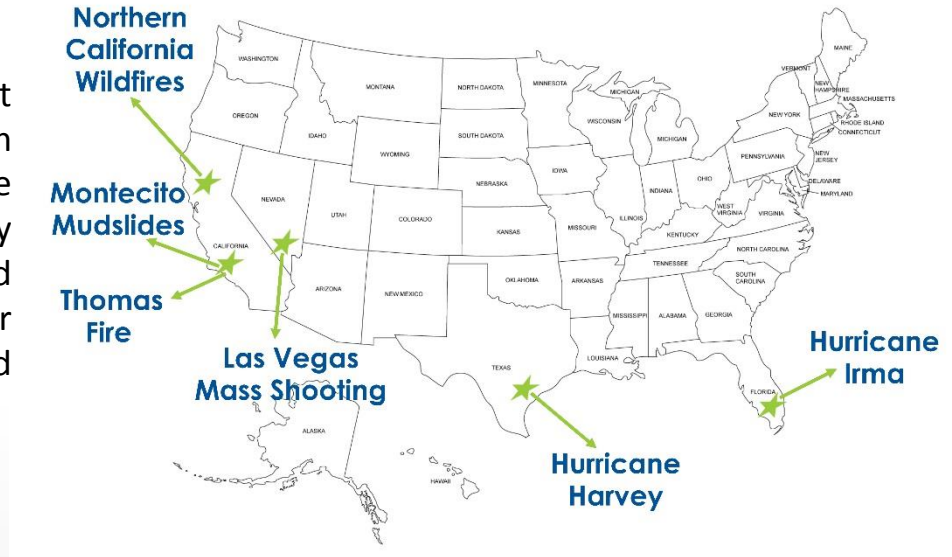 Northern
California
Wildfires
Montecito
Mudslides
Thomas
Fire
Las Vegas
Mass Shooting
Hurricane
Harvey
Hurricane
Irma
WASHINGTON
OREGON
CALIFORNIA
NEVADA
IDAHO
MONTANA
WYOMING
UTAH
COLORADO
ARIZONA
NEW MEXICO
NORTH DAKOTA
SOUTH DAKOTA
NEBRASKA
KANSAS
OKLAHOMA
TEXAS
MINNESOTA
IOWA
MISSOURI
ARKANSAS
LOUISIANA
WISCONSIN
ILLINOIS
MICHIGAN
MICHIGAN
INDIANA
OHIO
KENTUCKY
TENNESSEE
MISSISSIPPI
ALABAMA
GEORGIA
FLORIDA
SOUTH
CAROLINA
NORTH CAROLINA
VIRGINIA
WEST
VIRGINIA
PENNSYLVANIA
NEW YORK
VERMONT
NEW
HAMPSHIRE
MAINE
MASSACHUSETTS
RHODE ISLAND
CONNECTICUT
NEW
JERSEY
DELAWARE
MARYLAND
ALASKA
HAWAII